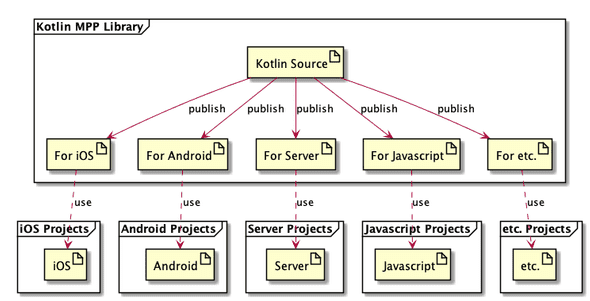 Kotlin MPP Library
Kotlin Source
publish
publish
publish
publish
publish
For iOS
For Android
For Server
For Javascript
For etc.
use
use
use
use
use
iOS Projects
Android Projects
Server Projects
Javascript Projects
etc. Projects
iOS
Android
Server
Javascript
etc.